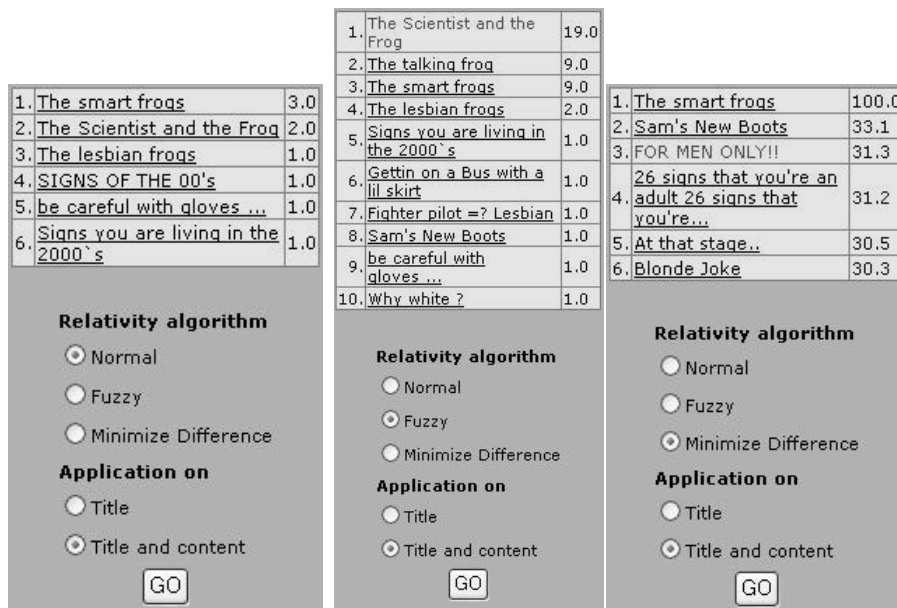 1. The smart frogs 3.0
2. The Scientist and the Frog 2.0
3. The lesbian frogs 1.0
4. SIGNS OF THE 00's 1.0
5. be careful with gloves ... 1.0
6. Signs you are living in the
2000`s 1.0
Relativity algorithm
Normal
Fuzzy
Minimize Difference
Application on
Title
Title and content
GO
1. The Scientist and the
Frog 19.0
2. The talking frog 9.0
3. The smart frogs 9.0
4. The lesbian frogs 2.0
5. Signs you are living in
the 2000`s 1.0
6. Gettin on a Bus with a
lil skirt 1.0
7. Fighter pilot =? Lesbian 1.0
8. Sam's New Boots 1.0
9. be careful with
gloves ... 1.0
10. Why white ? 1.0
Relativity algorithm
Normal
Fuzzy
Minimize Difference
Application on
Title
Title and content
GO
1. The smart frogs 100.0
2. Sam's New Boots 33.1
3. FOR MEN ONLY!! 31.3
4. 26 signs that you're an
adult 26 signs that
you're... 31.2
5. At that stage.. 30.5
6. Blonde Joke 30.3
Relativity algorithm
Normal
Fuzzy
Minimize Difference
Application on
Title
Title and content
GO